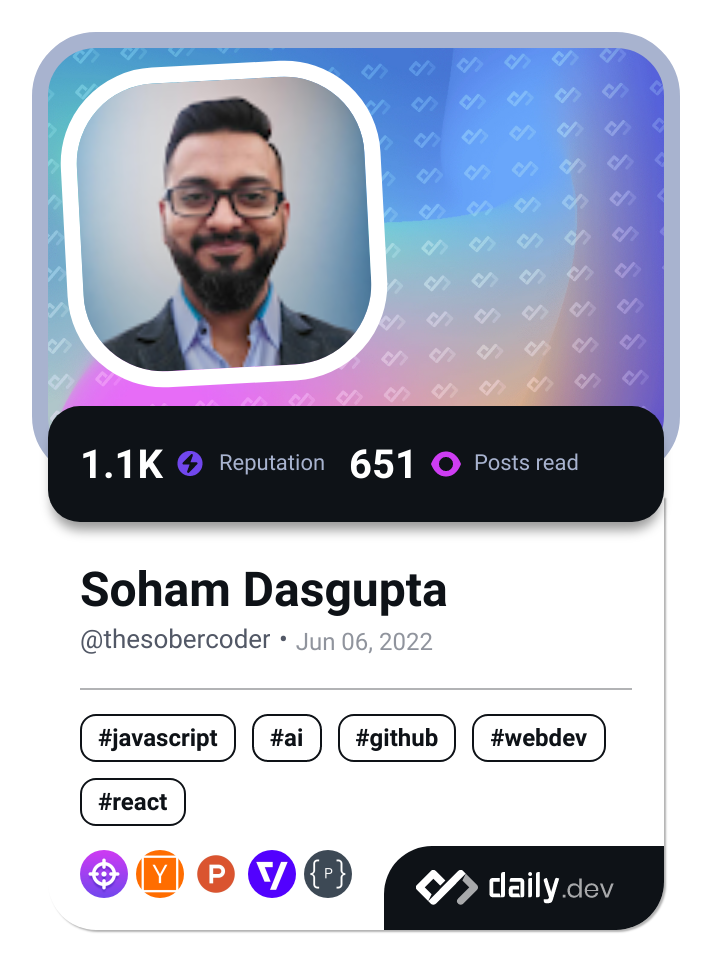 1.1K Reputation 651 Posts read
Soham Dasgupta
@thesobercoder • Jun 06, 2022
#javascript #ai #github #webdev
#react
Y P {P} daily.dev